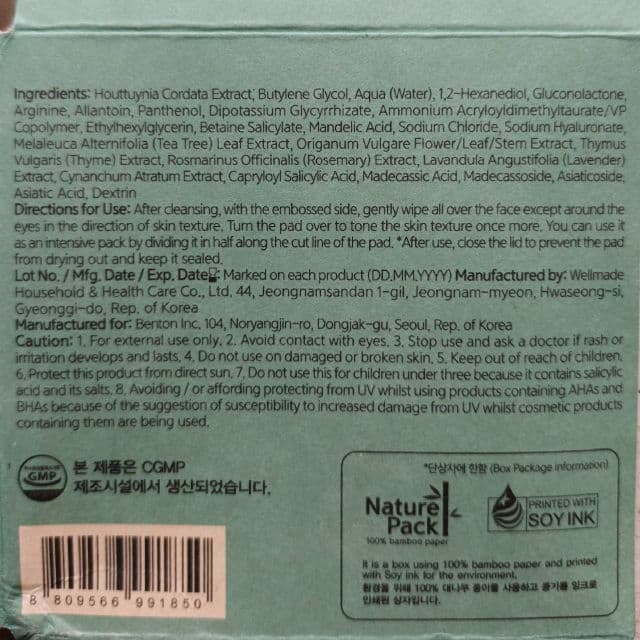 Ingredients: Houttuynia Cordata Extract, Butylene Glycol, Aqua (Water), 1,2-Hexanediol, Gluconolactone,
Arginine, Allantoin, Panthenol, Dipotassium Glycyrrhizate, Ammonium Acryloyldimethyltaurate/VP
Copolymer, Ethylhexylglycerin, Betaine Salicylate, Mandelic Acid, Sodium Chloride, Sodium Hyaluronate,
Melaleuca Alternifolia (Tea Tree) Leaf Extract, Origanum Vulgare Flower/Leaf/Stem Extract, Thymus
Vulgaris (Thyme) Extract, Rosmarinus Officinalis (Rosemary) Extract, Lavandula Angustifolia (Lavender)
Extract, Cynanchum Atratum Extract, Capryloyl Salicylic Acid, Madecassic Acid, Madecassoside, Asiaticoside,
Asiatic Acid, Dextrin
Directions for Use: After cleansing, with the embossed side, gently wipe all over the face except around the
eyes in the direction of skin texture. Turn the pad over to tone the skin texture once more. You can use it
as an intensive pack by dividing it in half along the cut line of the pad. *After use, close the lid to prevent the pad
from drying out and keep it sealed.
Lot No. / Mfg. Date / Exp. Date: Marked on each product (DD.MM.YYYY) Manufactured by: Wellmade
Household & Health Care Co., Ltd. 44, Jeongnamsandan 1-gil, Jeongnam-myeon, Hwaseong-si,
Gyeonggi-do, Rep. of Korea
Manufactured for: Benton Inc. 104, Noryangjin-ro, Dongjak-gu, Seoul, Rep. of Korea
Caution: 1. For external use only. 2. Avoid contact with eyes. 3. Stop use and ask a doctor if rash or
irritation develops and lasts. 4. Do not use on damaged or broken skin. 5. Keep out of reach of children.
6. Protect this product from direct sun. 7. Do not use this for children under three because it contains salicylic
acid and its salts. 8. Avoiding / or affording protecting from UV whilst using products containing AHAs and
BHAs because of the suggestion of susceptibility to increased damage from UV whilst cosmetic products
containing them are being used.
GMP
본 제품은 CGMP
제조시설에서 생산되었습니다.
*단상자에 한함 (Box Package information)
Nature
Pack
100% bamboo paper
PRINTED WITH
SOY INK
It is a box using 100% bamboo paper and printed
with Soy ink for the environment.
환경을 위해 100% 대나무 종이를 사용하고 콩기름 잉크로
인쇄된 상자입니다.
8 809566 991850